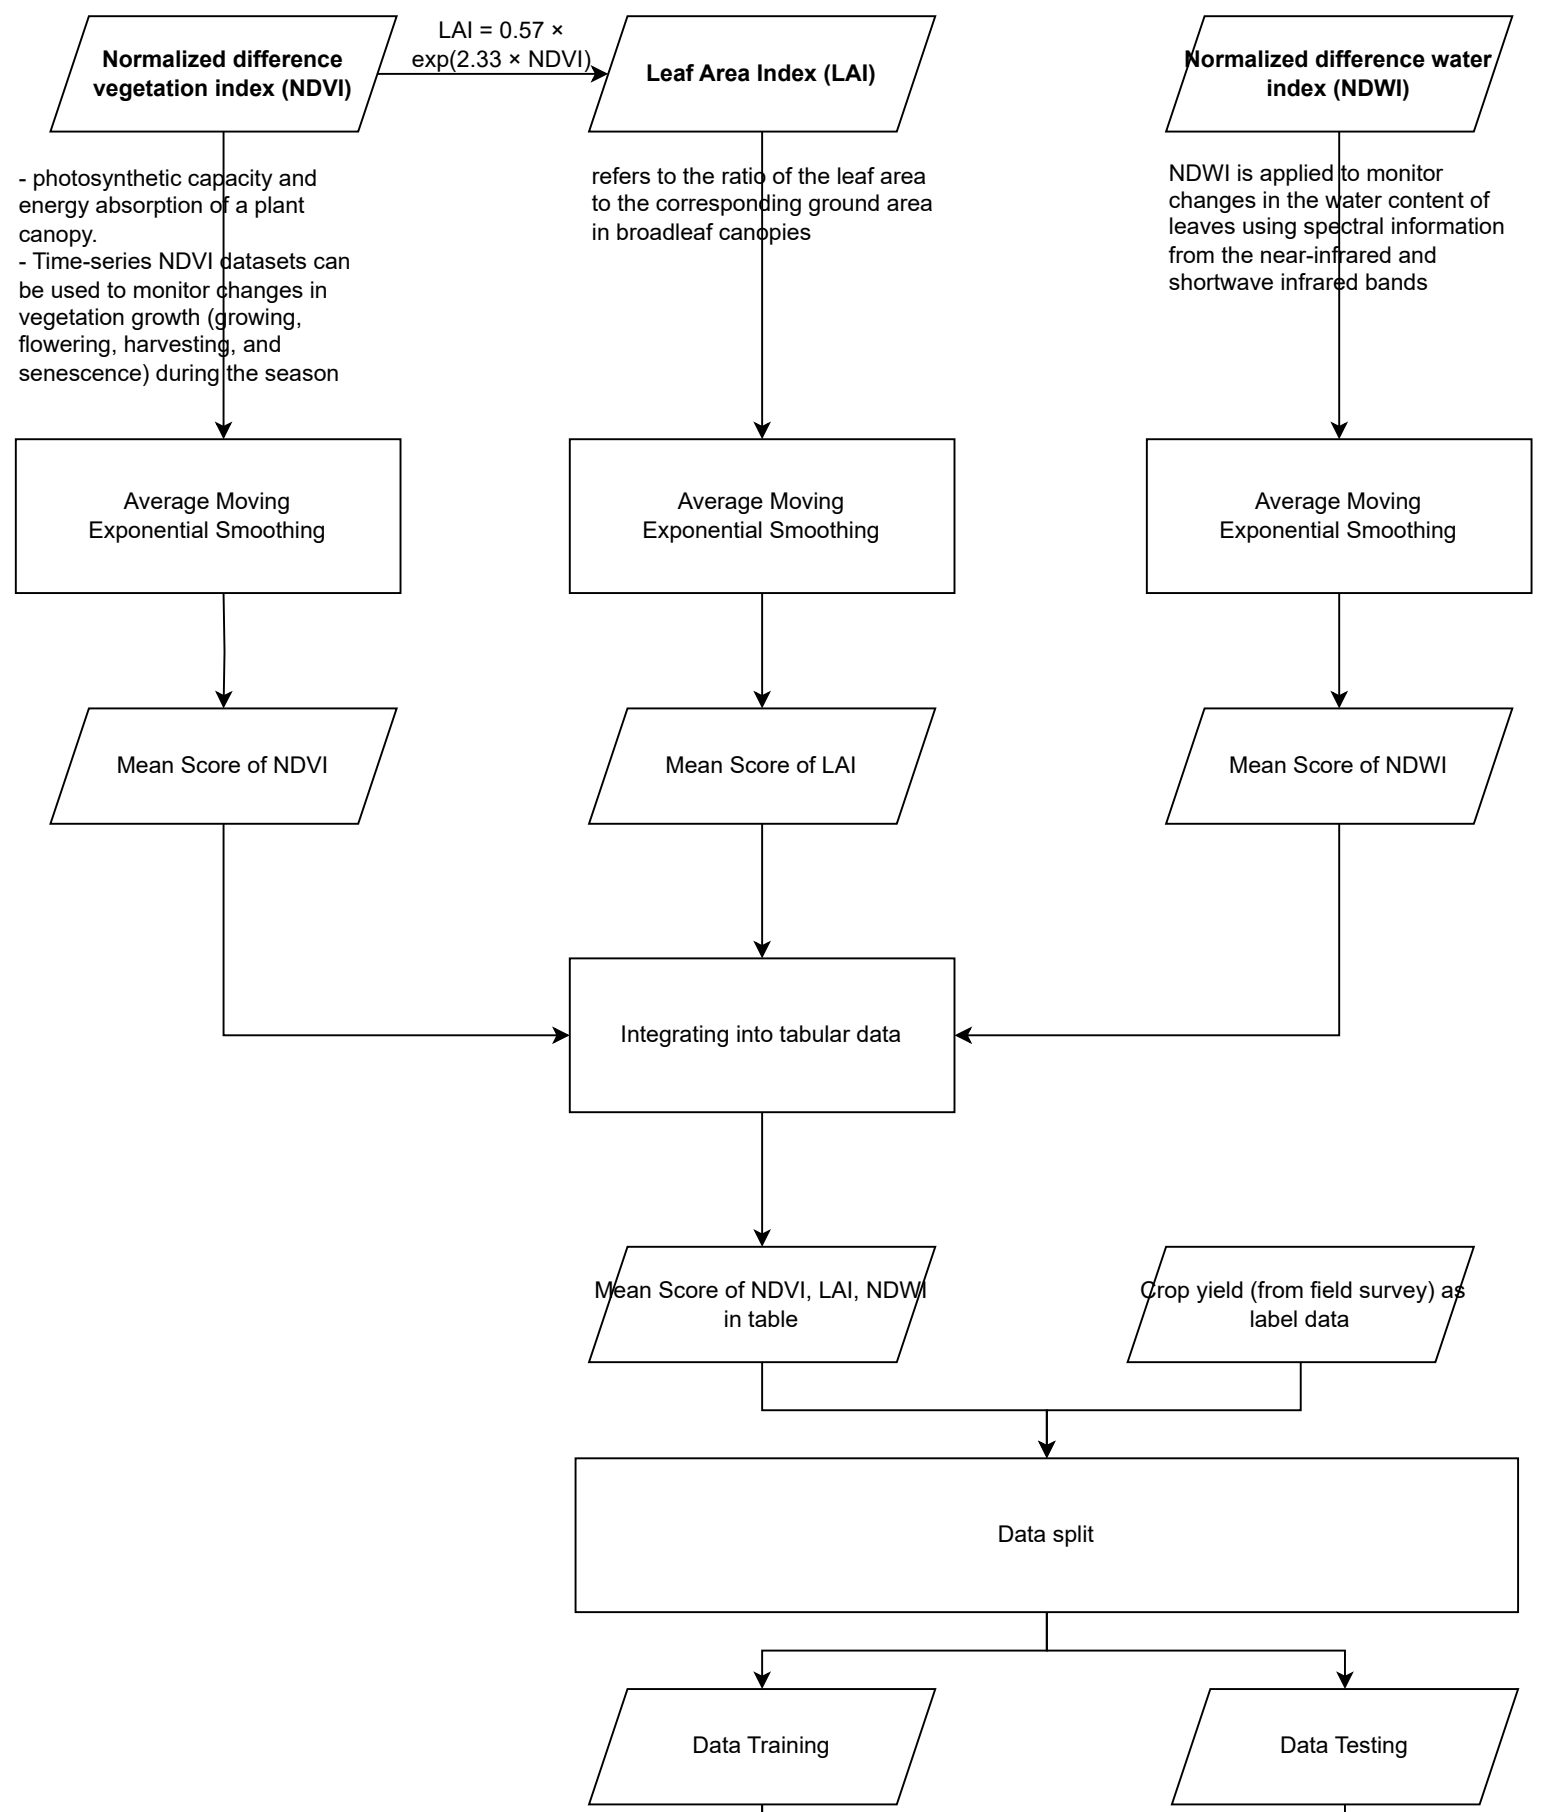 Normalized difference
vegetation index (NDVI)
LAI = 0.57 ×
exp(2.33 × NDVI)
Leaf Area Index (LAI)
Normalized difference water
index (NDWI)
- photosynthetic capacity and
energy absorption of a plant
canopy.
- Time-series NDVI datasets can
be used to monitor changes in
vegetation growth (growing,
flowering, harvesting, and
senescence) during the season
refers to the ratio of the leaf area
to the corresponding ground area
in broadleaf canopies
NDWI is applied to monitor
changes in the water content of
leaves using spectral information
from the near-infrared and
shortwave infrared bands
Average Moving
Exponential Smoothing
Average Moving
Exponential Smoothing
Average Moving
Exponential Smoothing
Mean Score of NDVI
Mean Score of LAI
Mean Score of NDWI
Integrating into tabular data
Mean Score of NDVI, LAI, NDWI
in table
Crop yield (from field survey) as
label data
Data split
Data Training
Data Testing